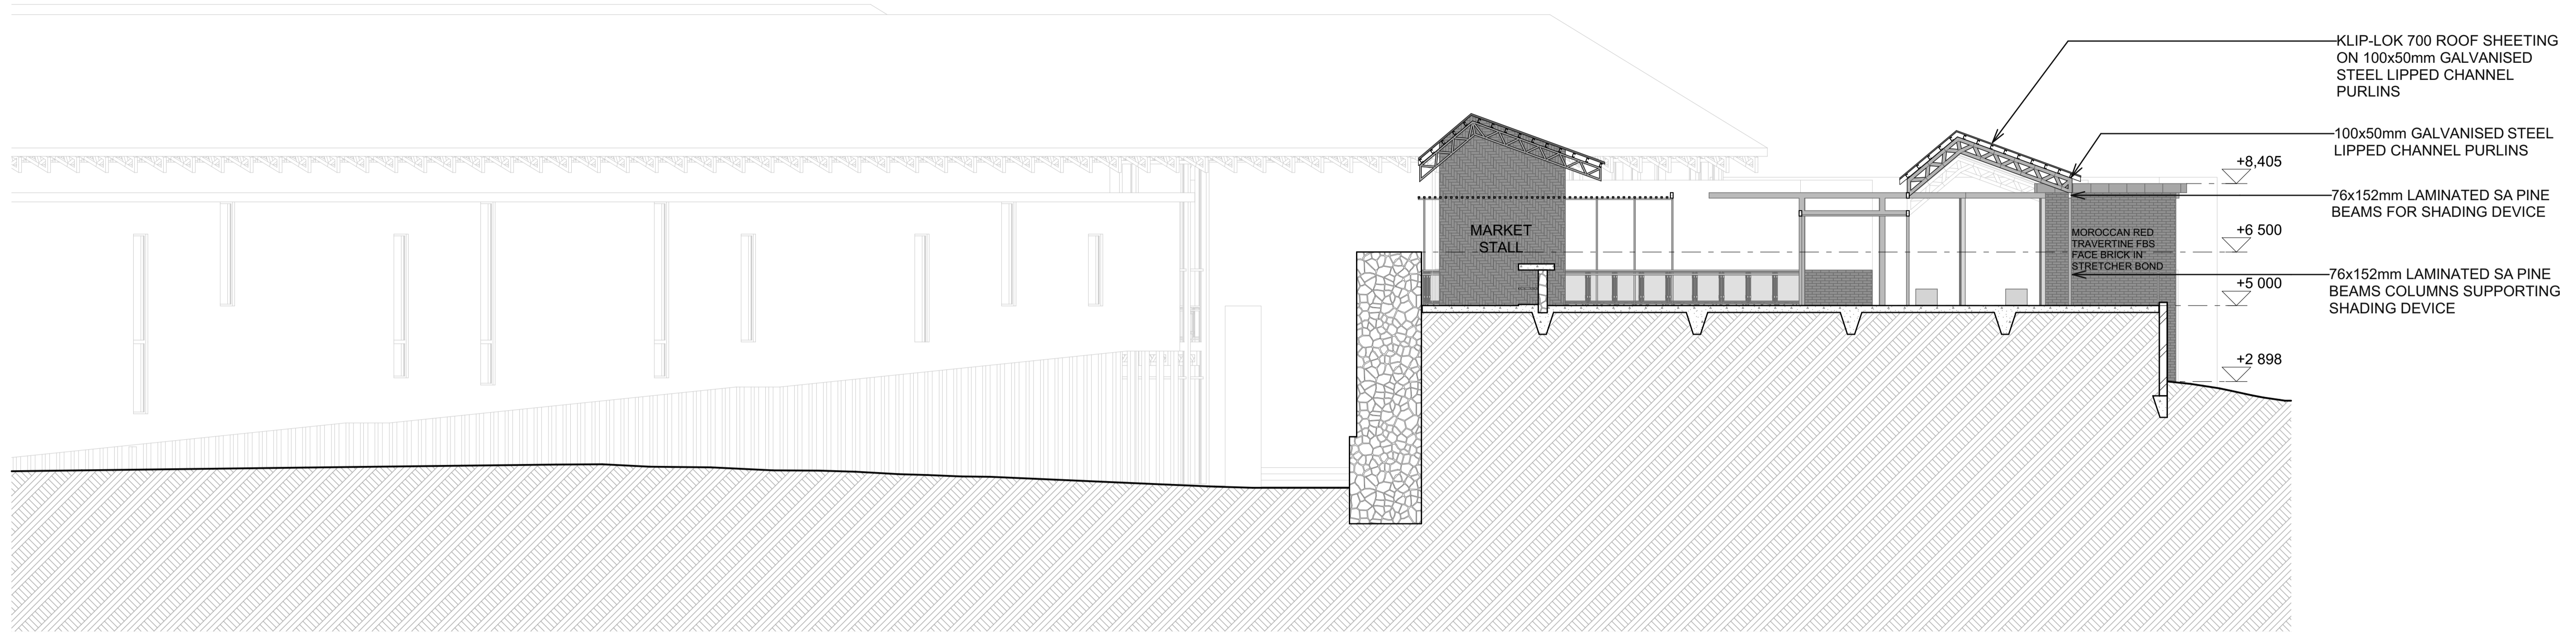 KLIP-LOK 700 ROOF SHEETING
ON 100x50mm GALVANISED
STEEL LIPPED CHANNEL
PURLINS
100x50mm GALVANISED STEEL
LIPPED CHANNEL PURLINS
+8,405
76x152mm LAMINATED SA PINE
BEAMS FOR SHADING DEVICE
MARKET
STALL
+6 500
MOROCCAN RED
TRAVERTINE FBS
FACE BRICK IN
STRETCHER BOND
76x152mm LAMINATED SA PINE
BEAMS COLUMNS SUPPORTING
SHADING DEVICE
+5 000
+2 898